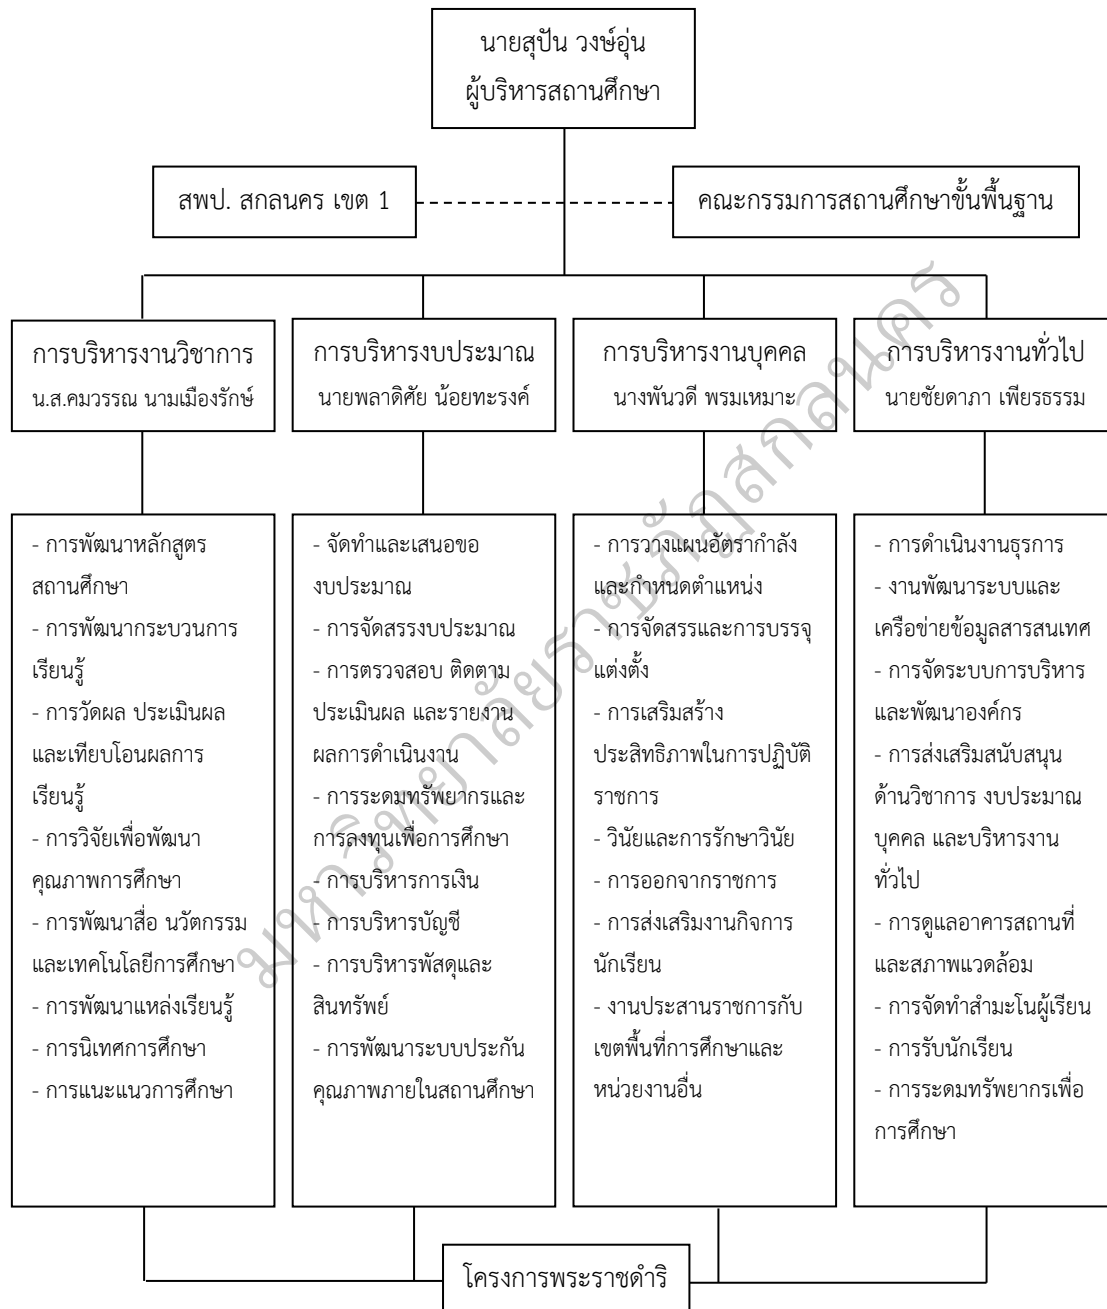 นายสุปัน วงษ์อุ่น
ผู้บริหารสถานศึกษา
สพป. สกลนคร เขต 1
คณะกรรมการสถานศึกษาขั้นพื้นฐาน
การบริหารงานวิชาการ
น.ส.คมวรรณ นามเมืองรักษ์
การบริหารงบประมาณ
นายพลาดิศัย น้อยทะรงค์
การบริหารงานบุคคล
นางพันวดี พรมเหมาะ
การบริหารงานทั่วไป
นายชัยดาภา เพียรธรรม
- การพัฒนาหลักสูตร
สถานศึกษา
- การพัฒนากระบวนการ
เรียนรู้
- การวัดผล ประเมินผล
และเทียบโอนผลการ
เรียนรู้
- การวิจัยเพื่อพัฒนา
คุณภาพการศึกษา
- การพัฒนาสื่อ นวัตกรรม
และเทคโนโลยีการศึกษา
- การพัฒนาแหล่งเรียนรู้
- การนิเทศการศึกษา
- การแนะแนวการศึกษา
- จัดทำและเสนอขอ
งบประมาณ
- การจัดสรรงบประมาณ
- การตรวจสอบ ติดตาม
ประเมินผล และรายงาน
ผลการดำเนินงาน
- การระดมทรัพยากรและ
การลงทุนเพื่อการศึกษา
- การบริหารการเงิน
- การบริหารบัญชี
- การบริหารพัสดุและ
สินทรัพย์
- การพัฒนาระบบประกัน
คุณภาพภายในสถานศึกษา
- การวางแผนอัตรากำลัง
และกำหนดตำแหน่ง
- การจัดสรรและการบรรจุ
แต่งตั้ง
- การเสริมสร้าง
ประสิทธิภาพในการปฏิบัติ
ราชการ
- วินัยและการรักษาวินัย
- การออกจากราชการ
- การส่งเสริมงานกิจการ
นักเรียน
- งานประสานราชการกับ
เขตพื้นที่การศึกษาและ
หน่วยงานอื่น
- การดำเนินงานธุรการ
- งานพัฒนาระบบและ
เครือข่ายข้อมูลสารสนเทศ
- การจัดระบบการบริหาร
และพัฒนาองค์กร
- การส่งเสริมสนับสนุน
ด้านวิชาการ งบประมาณ
บุคคล และบริหารงาน
ทั่วไป
- การดูแลอาคารสถานที่
และสภาพแวดล้อม
- การจัดทำสำมะโนผู้เรียน
- การรับนักเรียน
- การระดมทรัพยากรเพื่อ
การศึกษา
โครงการพระราชดำริ
มหาวิทยาลัยราชภัฏสกลนคร